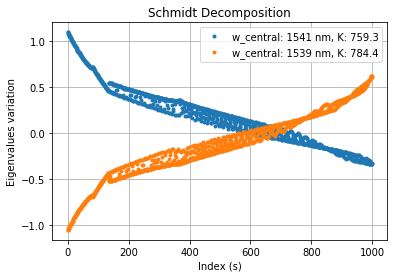 Schmidt Decomposition
w_central: 1541 nm, K: 759.3
w_central: 1539 nm, K: 784.4
Eigenvalues variation
1.0
0.5
0.0
−0.5
−1.0
0 200 400 600 800 1000
Index (s)